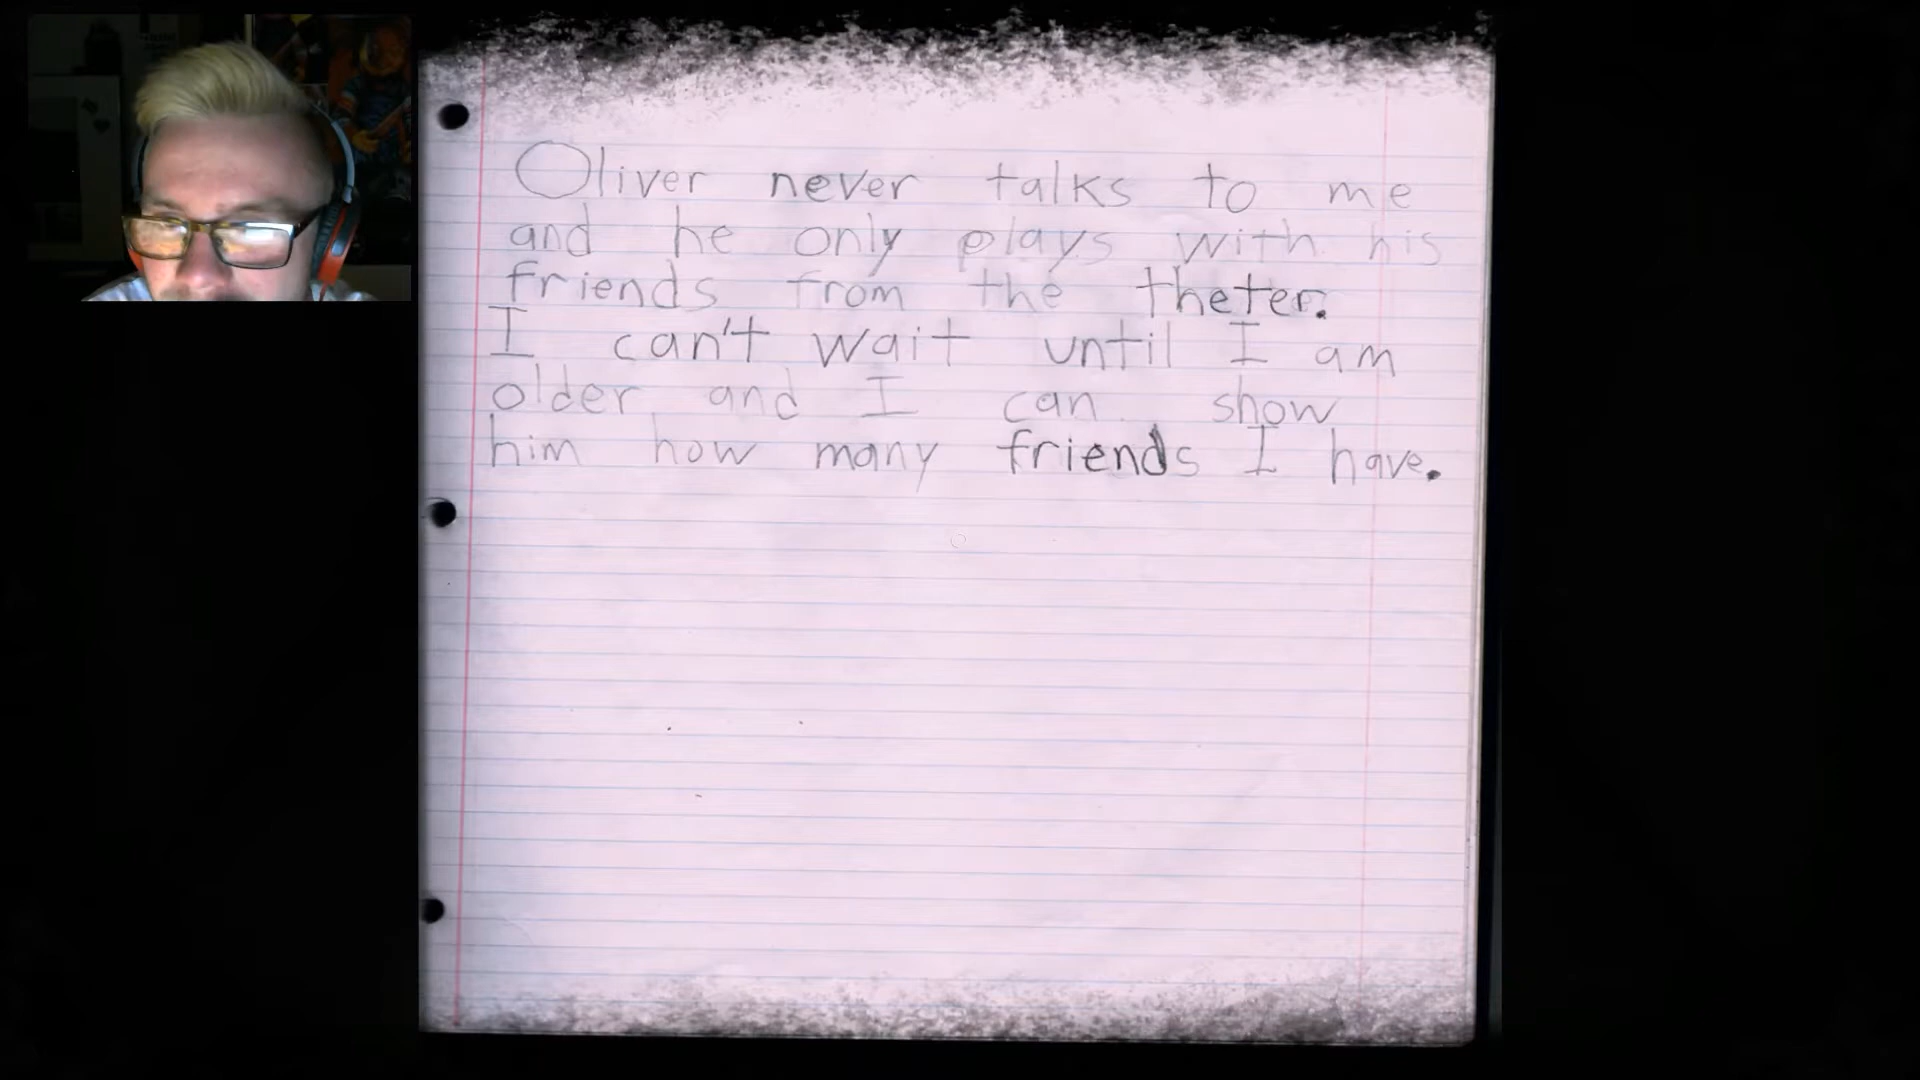 Oliver never talks to me
and he only plays with his
friends from the theter.
I can't wait until I am
older and I can show
him how many friends I have.